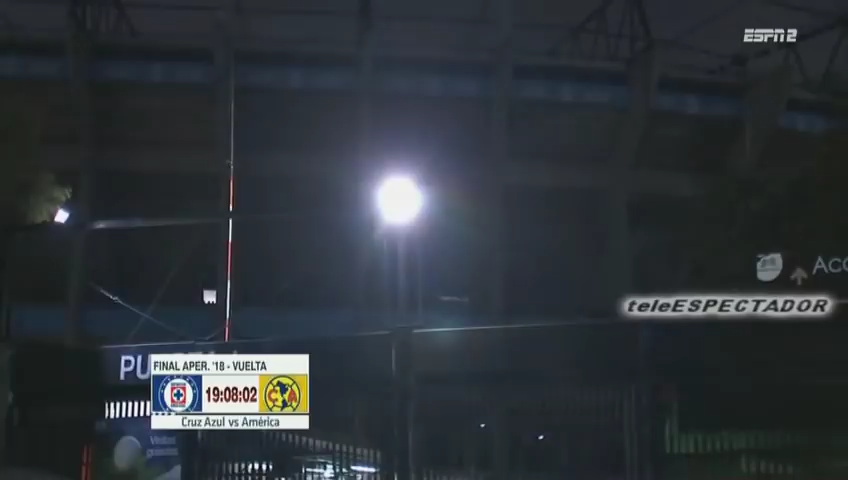 ESPN 2
Acc
teleESPECTADOR
PU
FINAL APER. '18 - VUELTA
19:08:02
Cruz Azul vs América